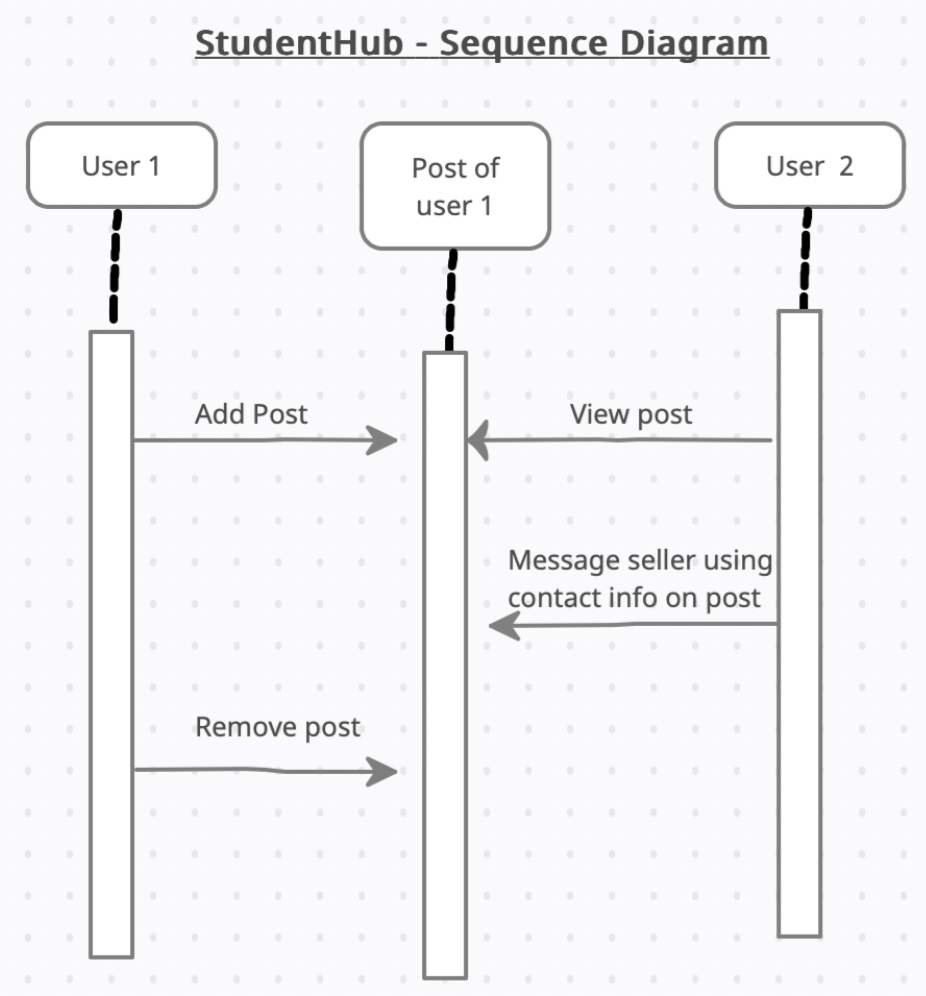 StudentHub - Sequence Diagram
User 1
Post of
user 1
User 2
Add Post
View post
Message seller using
contact info on post
Remove post